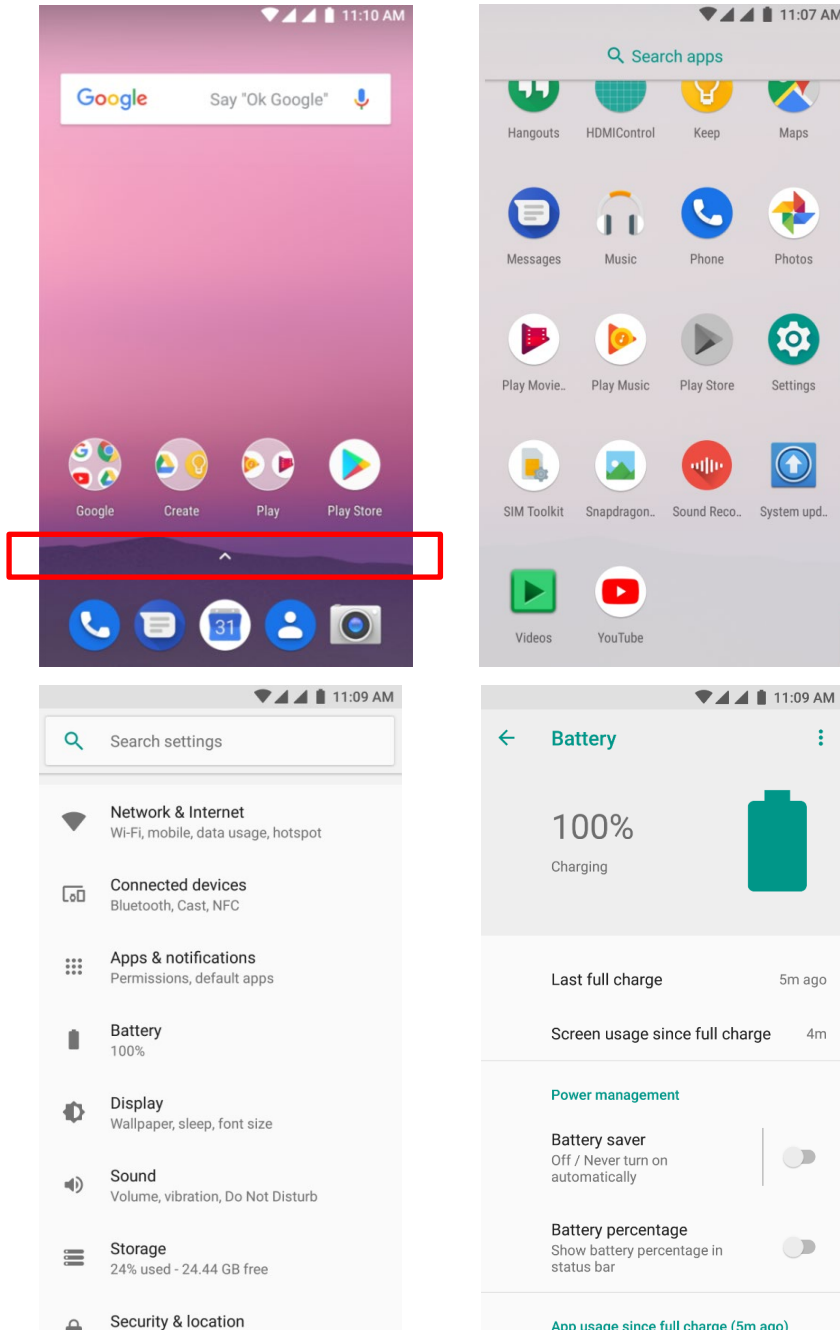 11:10 AM
Google Say "Ok Google"
Google Create Play Play Store
31
11:07 AM
Search apps
Hangouts HDMIControl Keep Maps
Messages Music Phone Photos
Play Movie.. Play Music Play Store Settings
SIM Toolkit Snapdragon.. Sound Reco.. System upd..
Videos YouTube
11:09 AM
Search settings
Network & Internet
Wi-Fi, mobile, data usage, hotspot
Connected devices
Bluetooth, Cast, NFC
Apps & notifications
Permissions, default apps
Battery
100%
Display
Wallpaper, sleep, font size
Sound
Volume, vibration, Do Not Disturb
Storage
24% used - 24.44 GB free
Security & location
11:09 AM
Battery
100%
Charging
Last full charge 5m ago
Screen usage since full charge 4m
Power management
Battery saver
Off / Never turn on
automatically
Battery percentage
Show battery percentage in
status bar
App usage since full charge (5m ago)